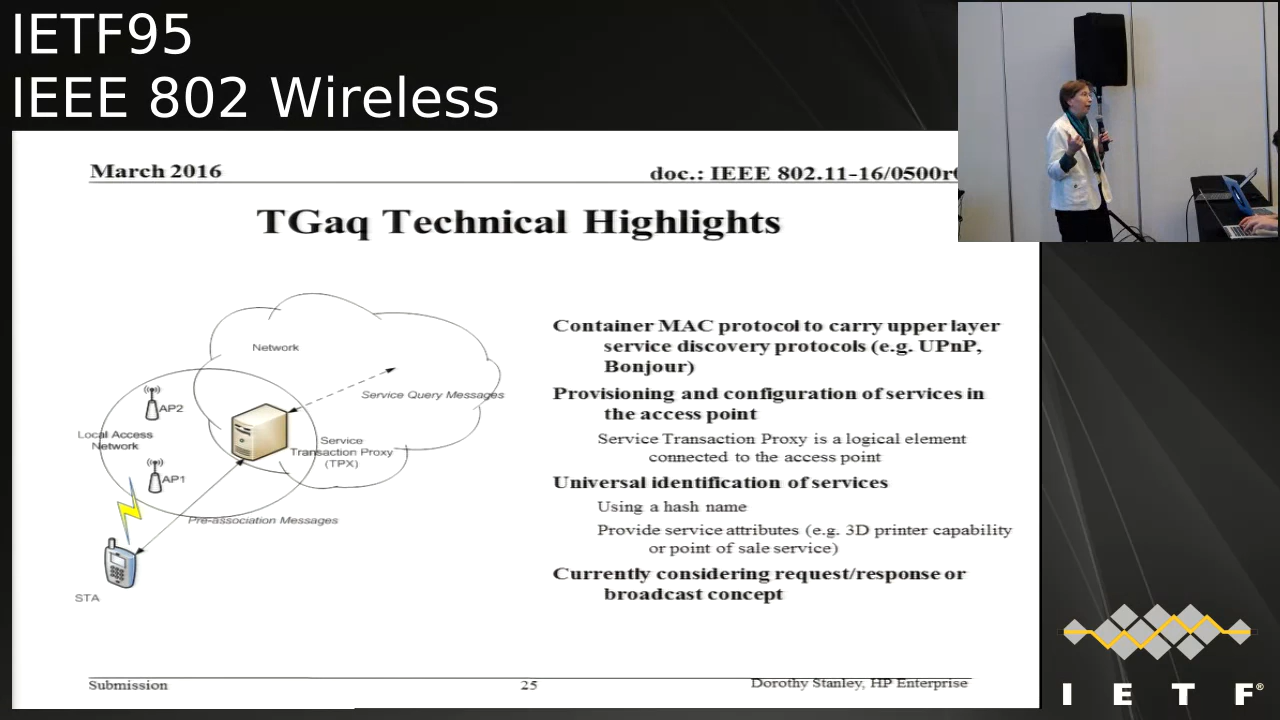 IETF95
IEEE 802 Wireless
March 2016
doc.: IEEE 802.11-16/0500r
TGaq Technical Highlights
Network
Service Query Messages
AP2
Local Access
Network
Service
Transaction Proxy
(TPX)
AP1
Pre-association Messages
STA
Container MAC protocol to carry upper layer
service discovery protocols (e.g. UPnP,
Bonjour)
Provisioning and configuration of services in
the access point
Service Transaction Proxy is a logical element
connected to the access point
Universal identification of services
Using a hash name
Provide service attributes (e.g. 3D printer capability
or point of sale service)
Currently considering request/response or
broadcast concept
Submission
25
Dorothy Stanley, HP Enterprise
I E T F®